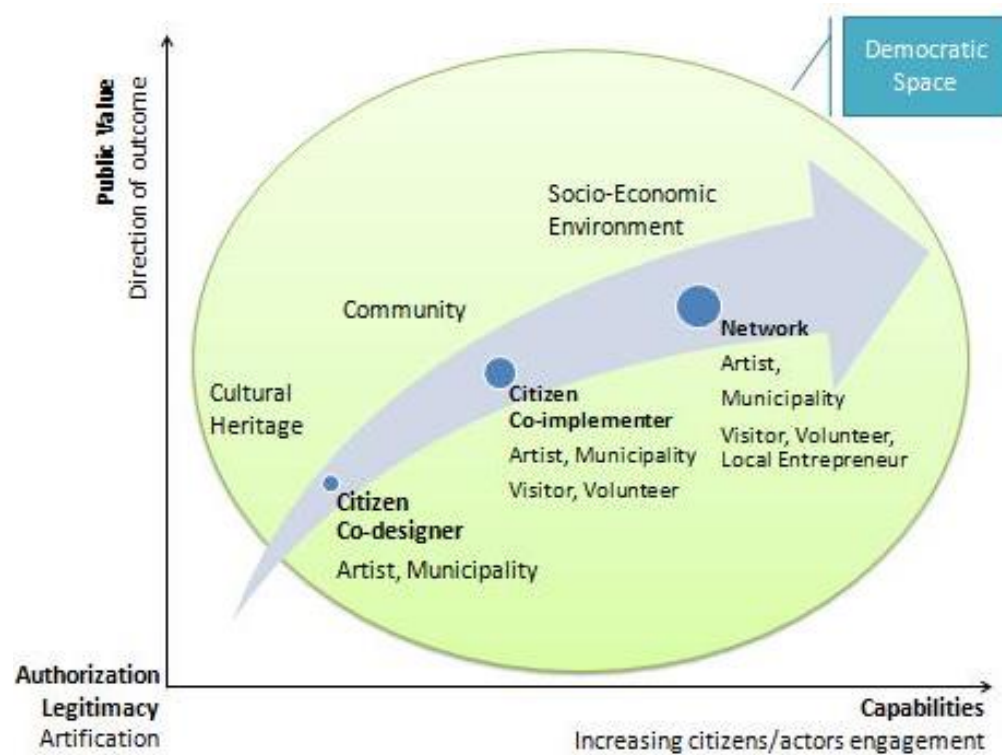 Democratic
Space
Public Value
Direction of outcome
Socio-Economic
Environment
Community
Cultural
Heritage
Network
Artist,
Municipality
Visitor, Volunteer,
Local Entrepreneur
Citizen
Co-implementer
Artist, Municipality
Visitor, Volunteer
Citizen
Co-designer
Artist, Municipality
Authorization
Legitimacy
Artification
Capabilities
Increasing citizens/actors engagement